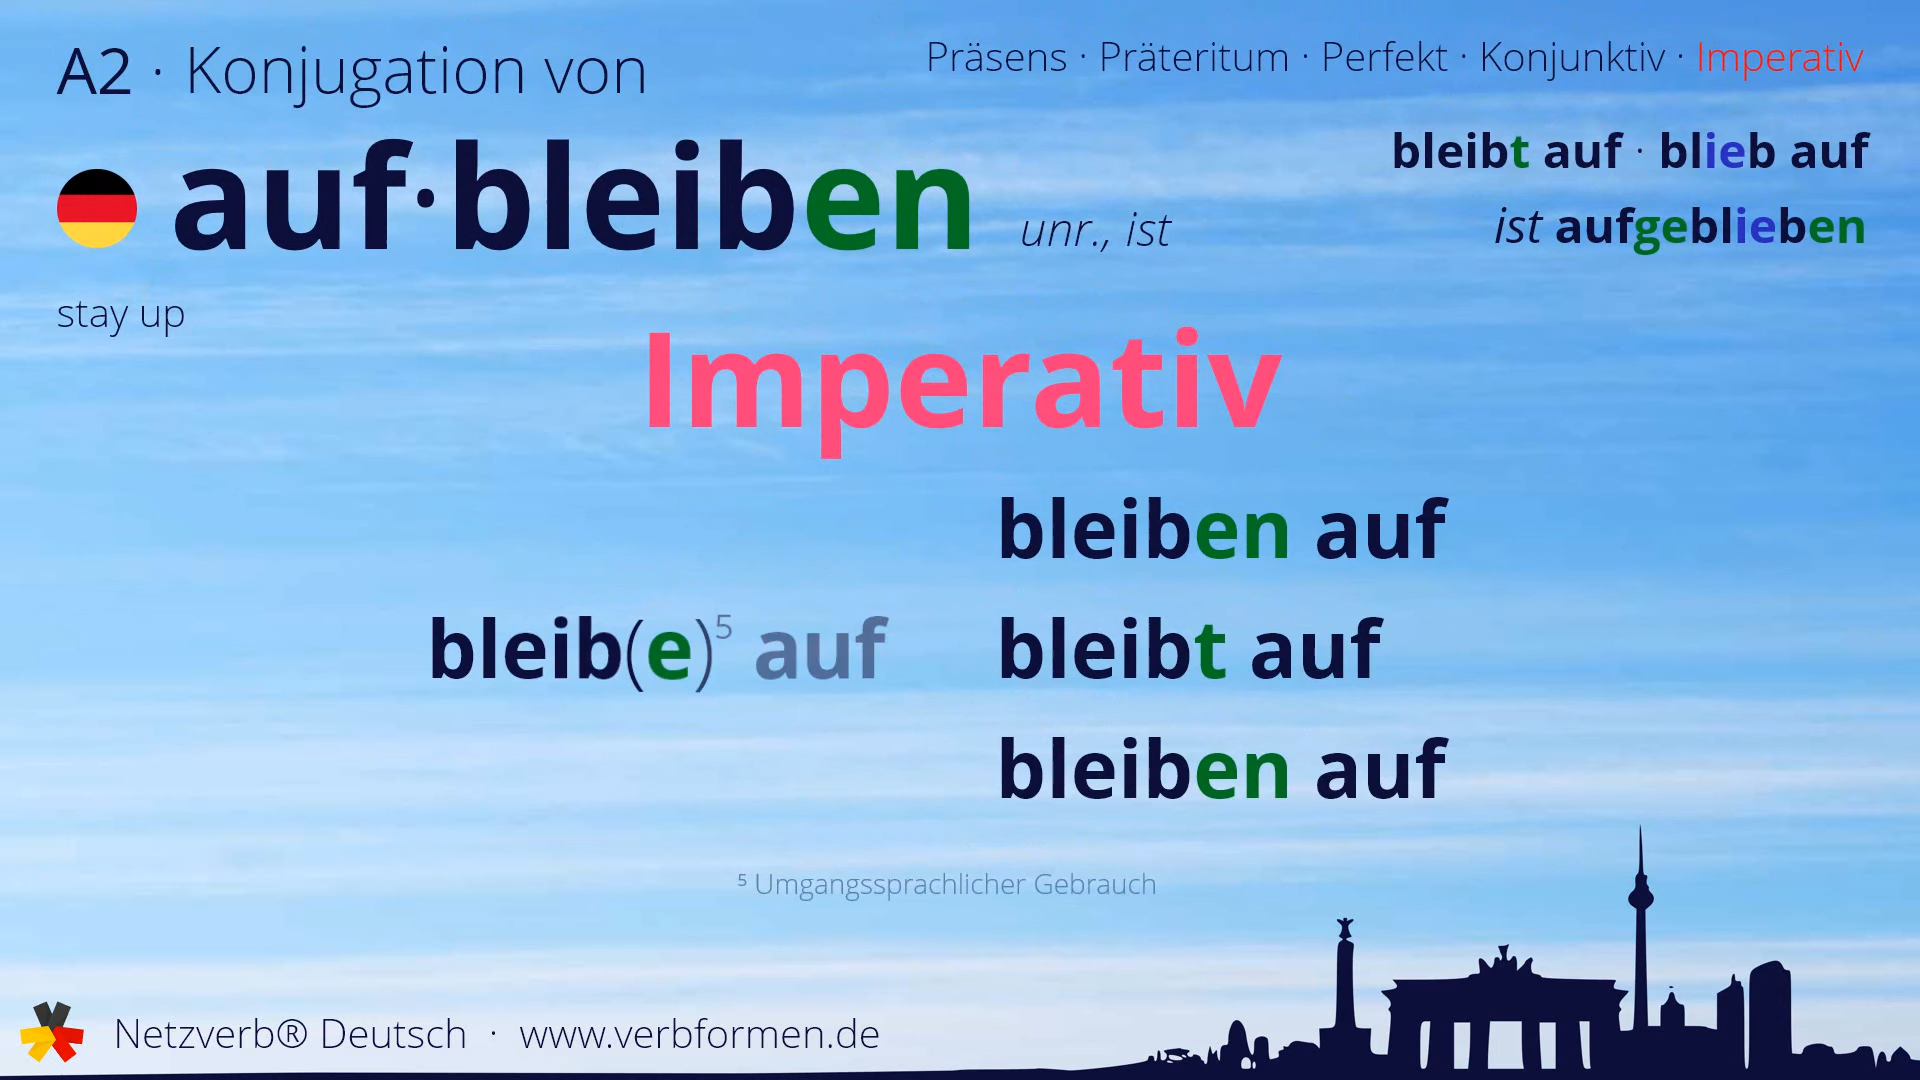 A2 · Konjugation von
Präsens · Präteritum · Perfekt · Konjunktiv · Imperativ
auf·bleiben unr., ist
bleibt auf · blieb auf
ist aufgeblieben
stay up
Imperativ
bleiben auf
bleib(e)⁵ auf bleibt auf
bleiben auf
⁵ Umgangssprachlicher Gebrauch
Netzverb® Deutsch · www.verbformen.de